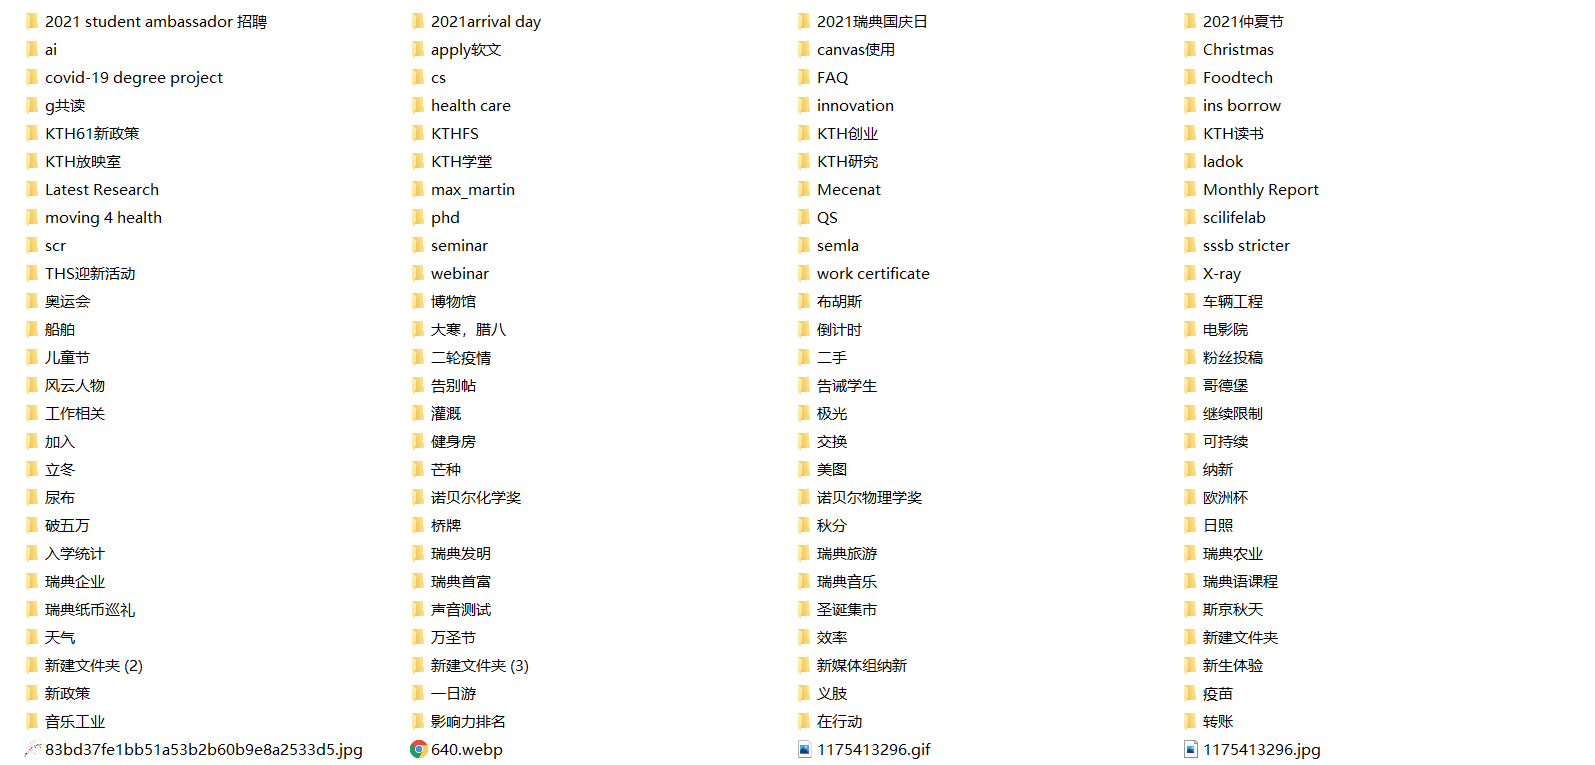 2021 student ambassador 招聘
2021arrival day
2021瑞典国庆日
2021仲夏节
ai
apply软文
canvas使用
Christmas
covid-19 degree project
cs
FAQ
Foodtech
g共读
health care
innovation
ins borrow
KTH61新政策
KTHFS
KTH创业
KTH读书
KTH放映室
KTH学堂
KTH研究
ladok
Latest Research
max_martin
Mecenat
Monthly Report
moving 4 health
phd
QS
scilifelab
scr
seminar
semla
sssb stricter
THS迎新活动
webinar
work certificate
X-ray
奥运会
博物馆
布胡斯
车辆工程
船舶
大寒，腊八
倒计时
电影院
儿童节
二轮疫情
二手
粉丝投稿
风云人物
告别帖
告诫学生
哥德堡
工作相关
灌溉
极光
继续限制
加入
健身房
交换
可持续
立冬
芒种
美图
纳新
尿布
诺贝尔化学奖
诺贝尔物理学奖
欧洲杯
破五万
桥牌
秋分
日照
入学统计
瑞典发明
瑞典旅游
瑞典农业
瑞典企业
瑞典首富
瑞典音乐
瑞典语课程
瑞典纸币巡礼
声音测试
圣诞集市
斯京秋天
天气
万圣节
效率
新建文件夹
新建文件夹 (2)
新建文件夹 (3)
新媒体组纳新
新生体验
新政策
一日游
义肢
疫苗
音乐工业
影响力排名
在行动
转账
83bd37fe1bb51a53b2b60b9e8a2533d5.jpg
640.webp
1175413296.gif
1175413296.jpg